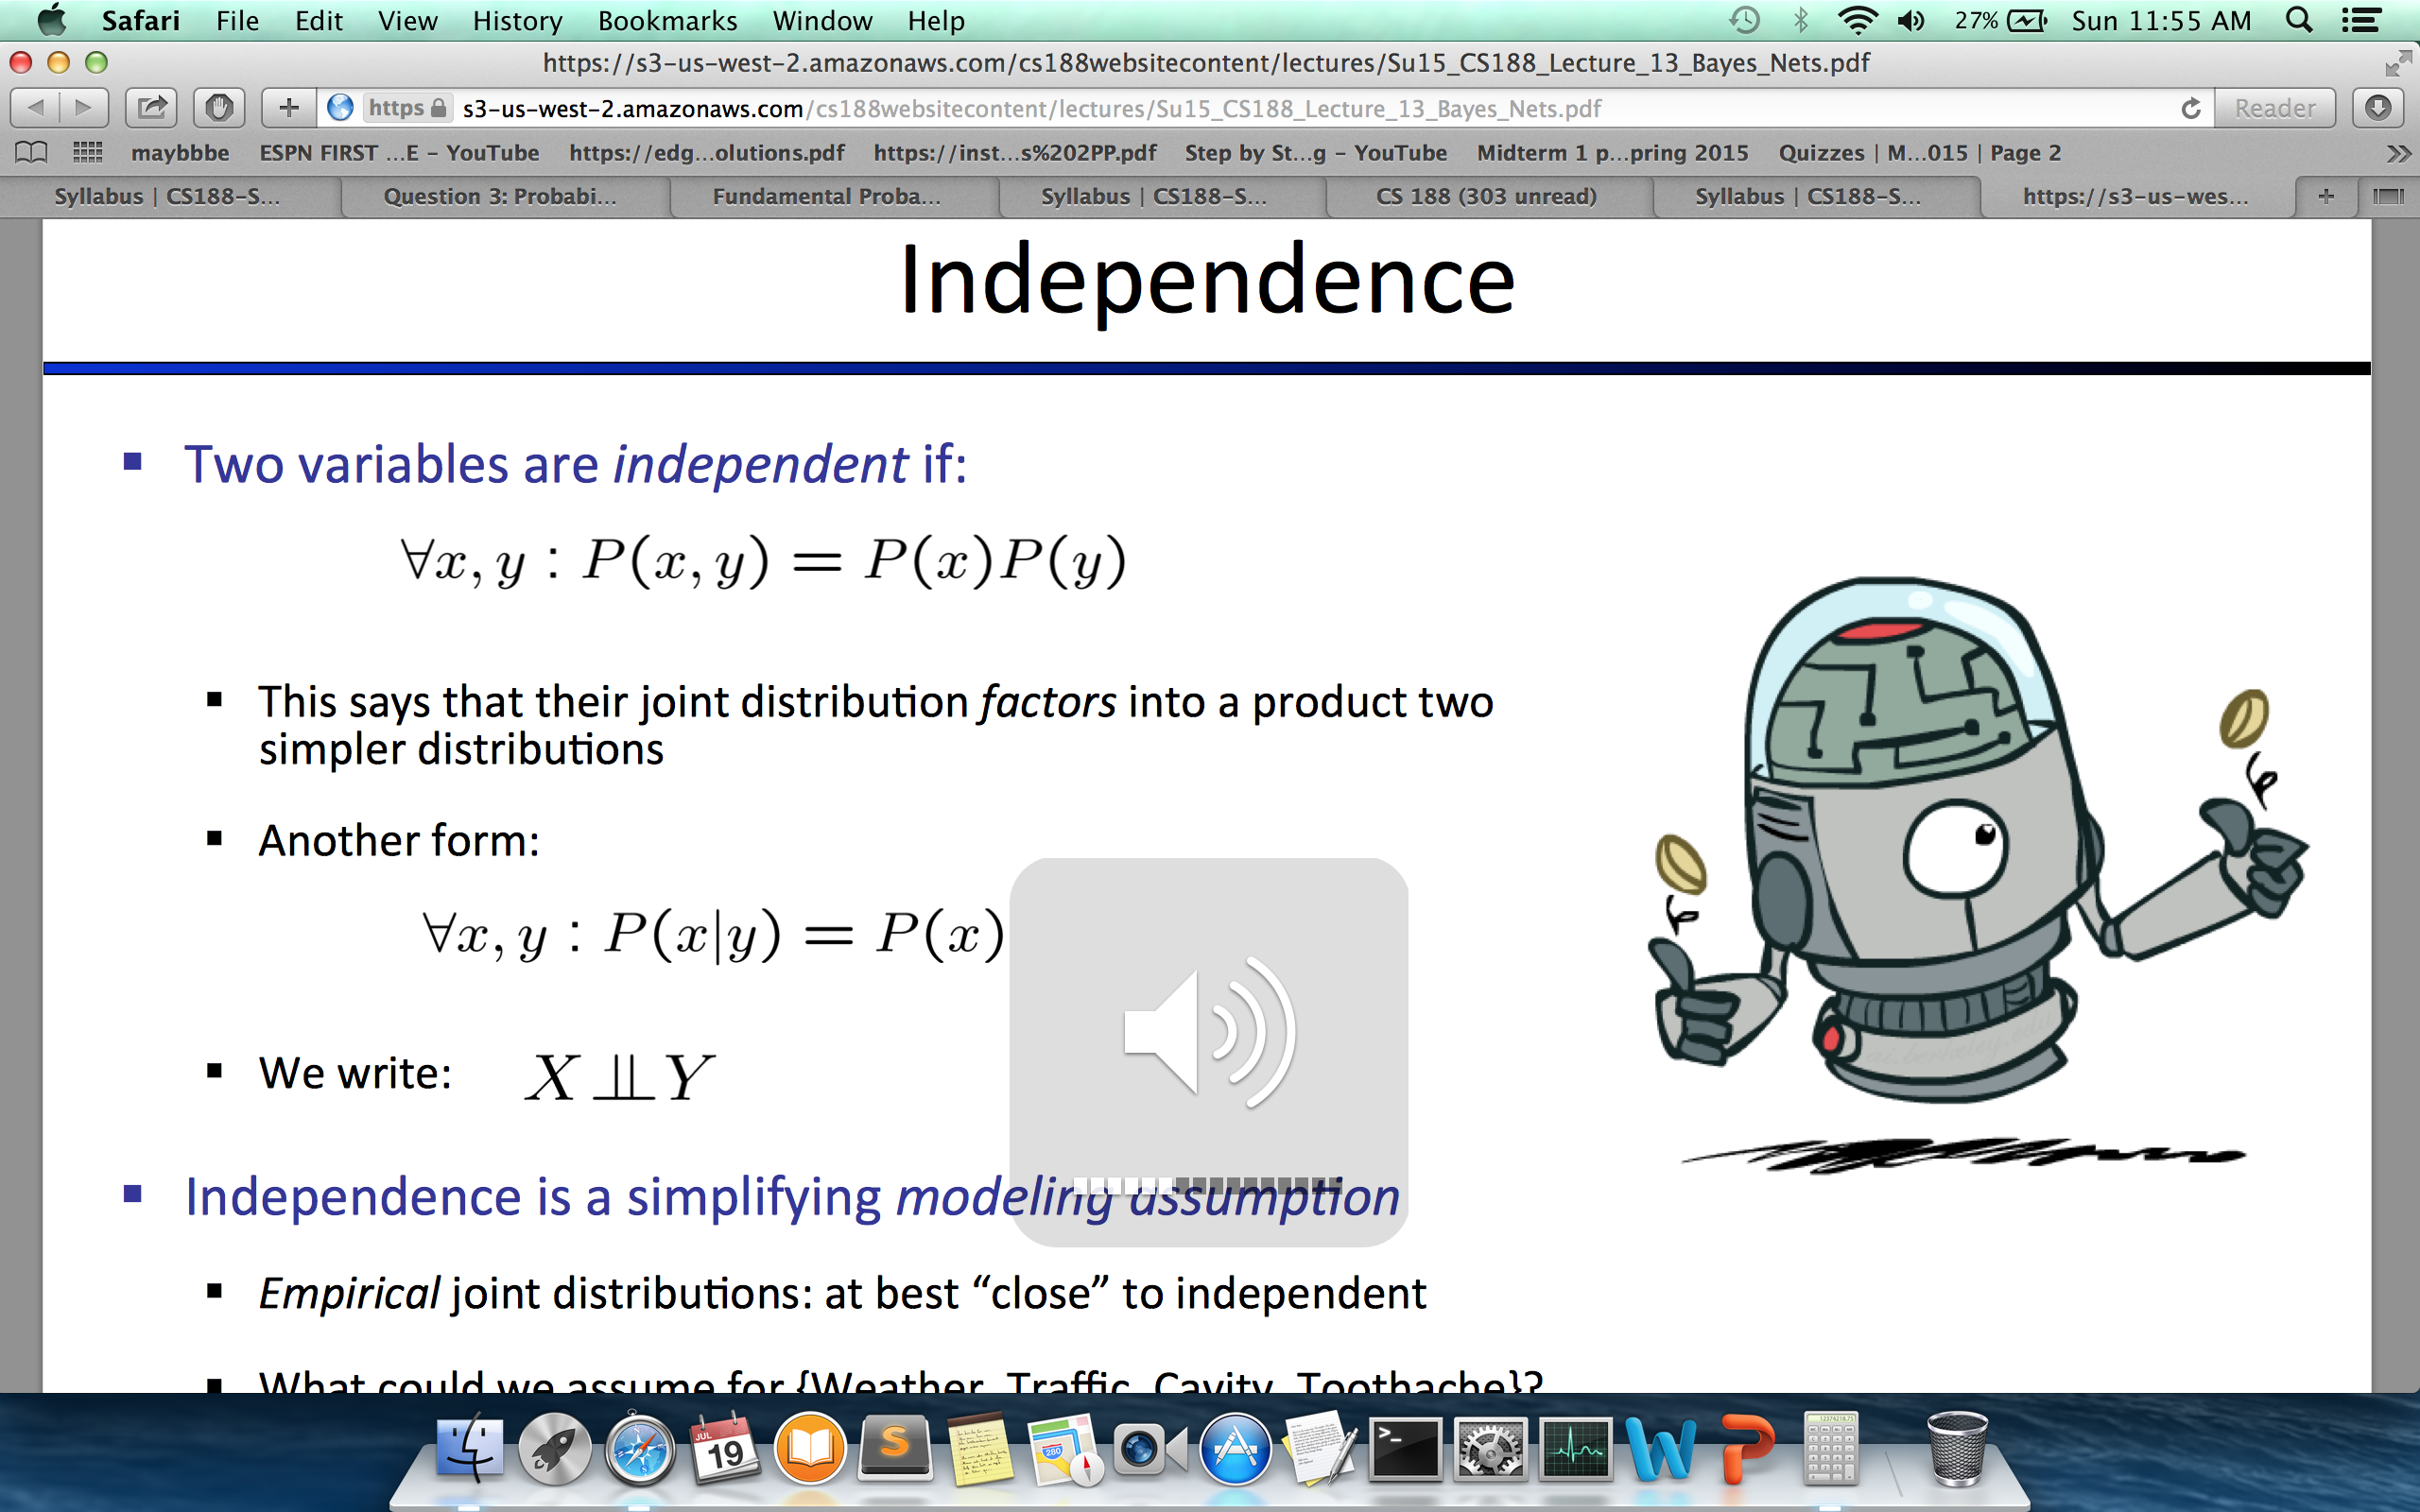 Safari File Edit View History Bookmarks Window Help 27% Sun 11:55 AM
https://s3-us-west-2.amazonaws.com/cs188websitecontent/lectures/Su15_CS188_Lecture_13_Bayes_Nets.pdf
https s3-us-west-2.amazonaws.com/cs188websitecontent/lectures/Su15_CS188_Lecture_13_Bayes_Nets.pdf Reader
maybbbe ESPN FIRST ...E – YouTube https://edg...olutions.pdf https://inst...s%202PP.pdf Step by St...g – YouTube Midterm 1 p...pring 2015 Quizzes | M...015 | Page 2
Syllabus | CS188-S... Question 3: Probabi... Fundamental Proba... Syllabus | CS188-S... CS 188 (303 unread) Syllabus | CS188-S... https://s3-us-wes...
Independence
▪ Two variables are independent if:
∀x, y : P(x, y) = P(x)P(y)
▪ This says that their joint distribution factors into a product two
simpler distributions
▪ Another form:
∀x, y : P(x|y) = P(x)
▪ We write: X ⫫ Y
▪ Independence is a simplifying modeling assumption
▪ Empirical joint distributions: at best “close” to independent
▪ What could we assume for {Weather, Traffic, Cavity, Toothache}?
JUL
19
280
12374218.75